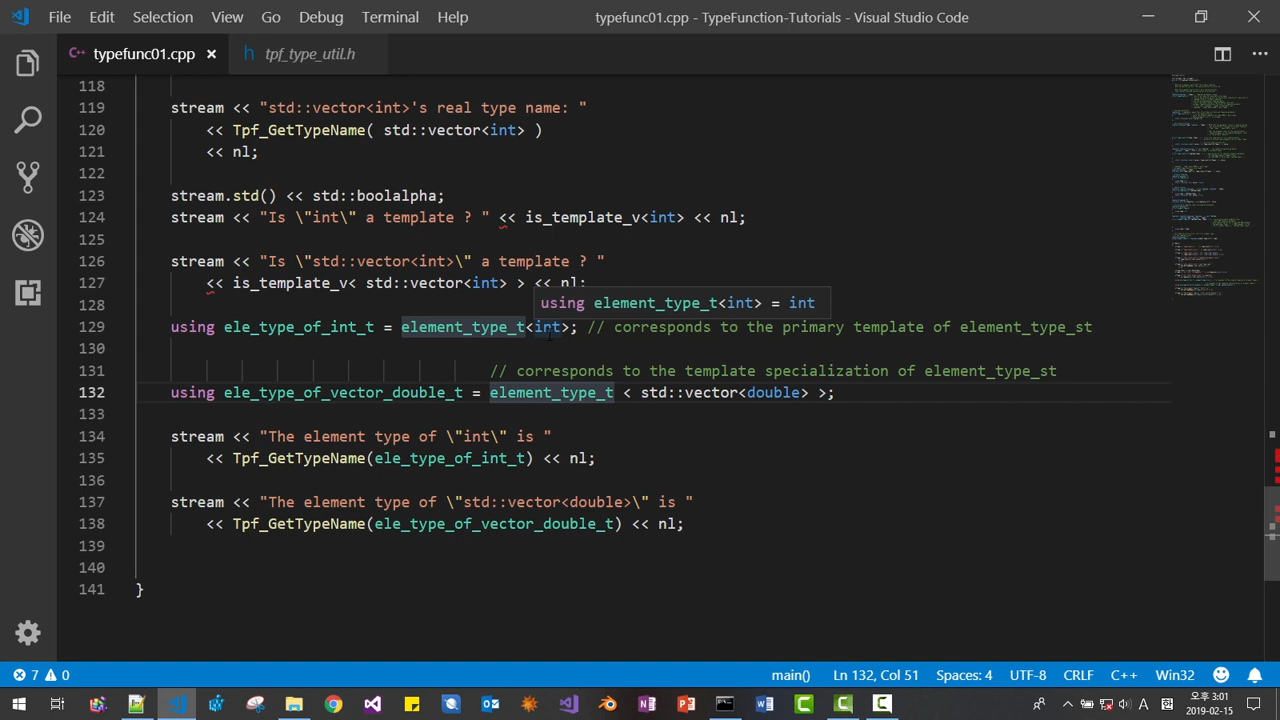 File Edit Selection View Go Debug Terminal Help typefunc01.cpp - TypeFunction-Tutorials - Visual Studio Code
typefunc01.cpp tpf_type_util.h
118
119 stream << "std::vector<int>'s real type name: "
120 << Tpf_GetTypeName( std::vector<int> )
121 << nl;
122
123 stream.std() << std::boolalpha;
124 stream << "Is \"int\" a template ? " << is_template_v<int> << nl;
125
126 stream << "Is \"std::vector<int>\" a template ? "
127 << is_template_v< std::vector<int> > << nl;
using element_type_t<int> = int
128
129 using ele_type_of_int_t = element_type_t<int>; // corresponds to the primary template of element_type_st
130
131 // corresponds to the template specialization of element_type_st
132 using ele_type_of_vector_double_t = element_type_t < std::vector<double> >;
133
134 stream << "The element type of \"int\" is "
135 << Tpf_GetTypeName(ele_type_of_int_t) << nl;
136
137 stream << "The element type of \"std::vector<double>\" is "
138 << Tpf_GetTypeName(ele_type_of_vector_double_t) << nl;
139
140
141 }
7 0 main() Ln 132, Col 51 Spaces: 4 UTF-8 CRLF C++ Win32
A 오후 3:01
2019-02-15